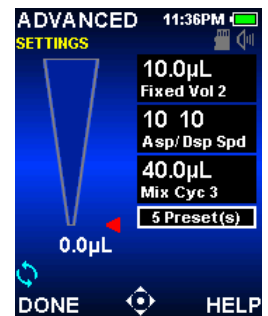 ADVANCED 11:36PM
SETTINGS
10.0µL
Fixed Vol 2
10 10
Asp/Dsp Spd
40.0µL
Mix Cyc 3
5 Preset(s)
0.0µL
DONE HELP